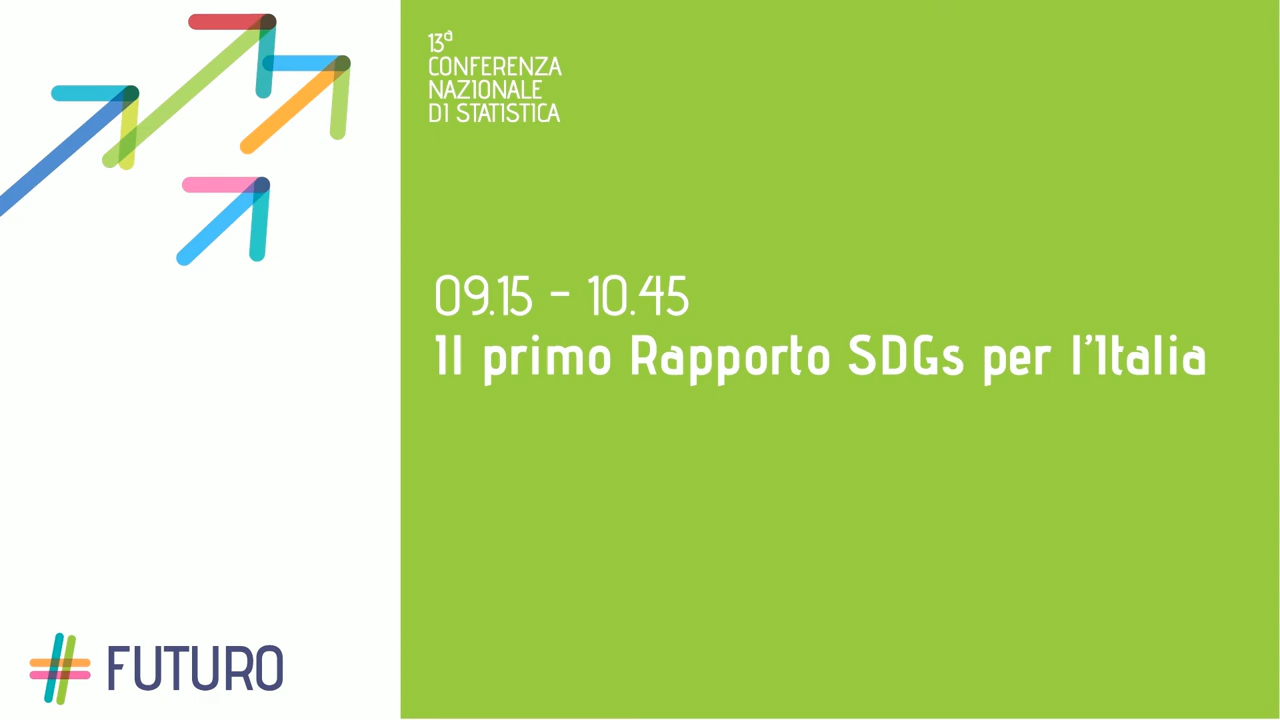 13ª
CONFERENZA
NAZIONALE
DI STATISTICA
09.15 - 10.45
Il primo Rapporto SDGs per l'Italia
#FUTURO